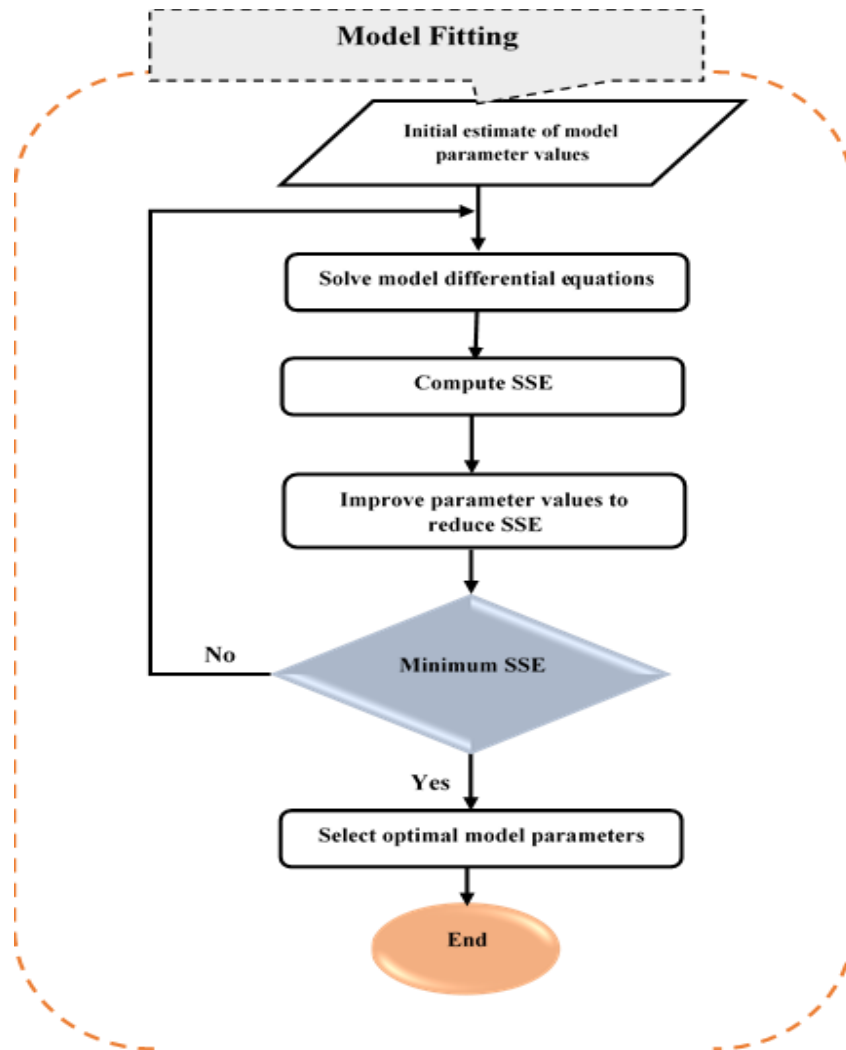 Model Fitting
Initial estimate of model
parameter values
Solve model differential equations
Compute SSE
Improve parameter values to
reduce SSE
No
Minimum SSE
Yes
Select optimal model parameters
End